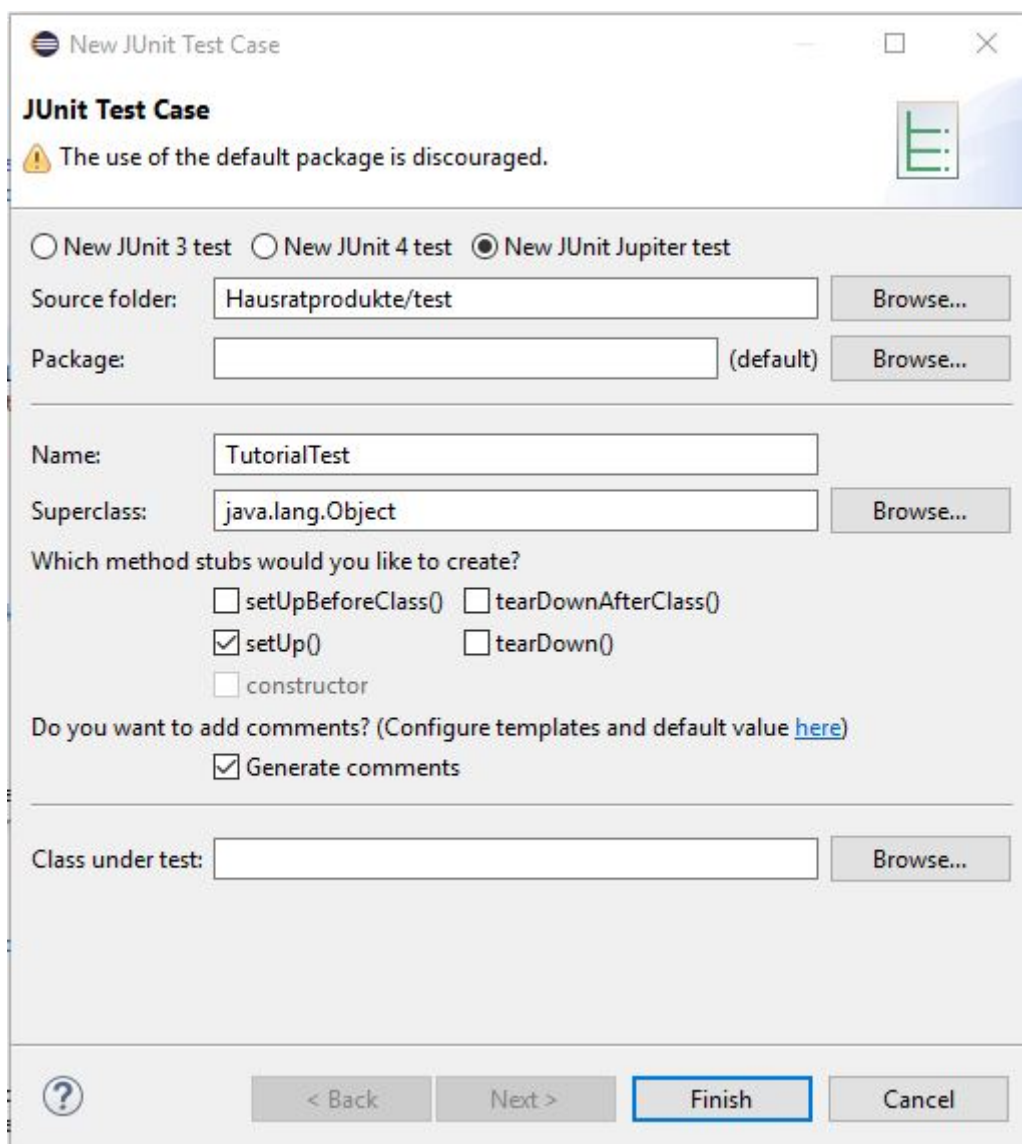 New JUnit Test Case
JUnit Test Case
The use of the default package is discouraged.
New JUnit 3 test New JUnit 4 test New JUnit Jupiter test
Source folder: Hausratprodukte/test Browse...
Package: (default) Browse...
Name: TutorialTest
Superclass: java.lang.Object Browse...
Which method stubs would you like to create?
setUpBeforeClass() tearDownAfterClass()
setUp() tearDown()
constructor
Do you want to add comments? (Configure templates and default value here)
Generate comments
Class under test: Browse...
? < Back Next > Finish Cancel